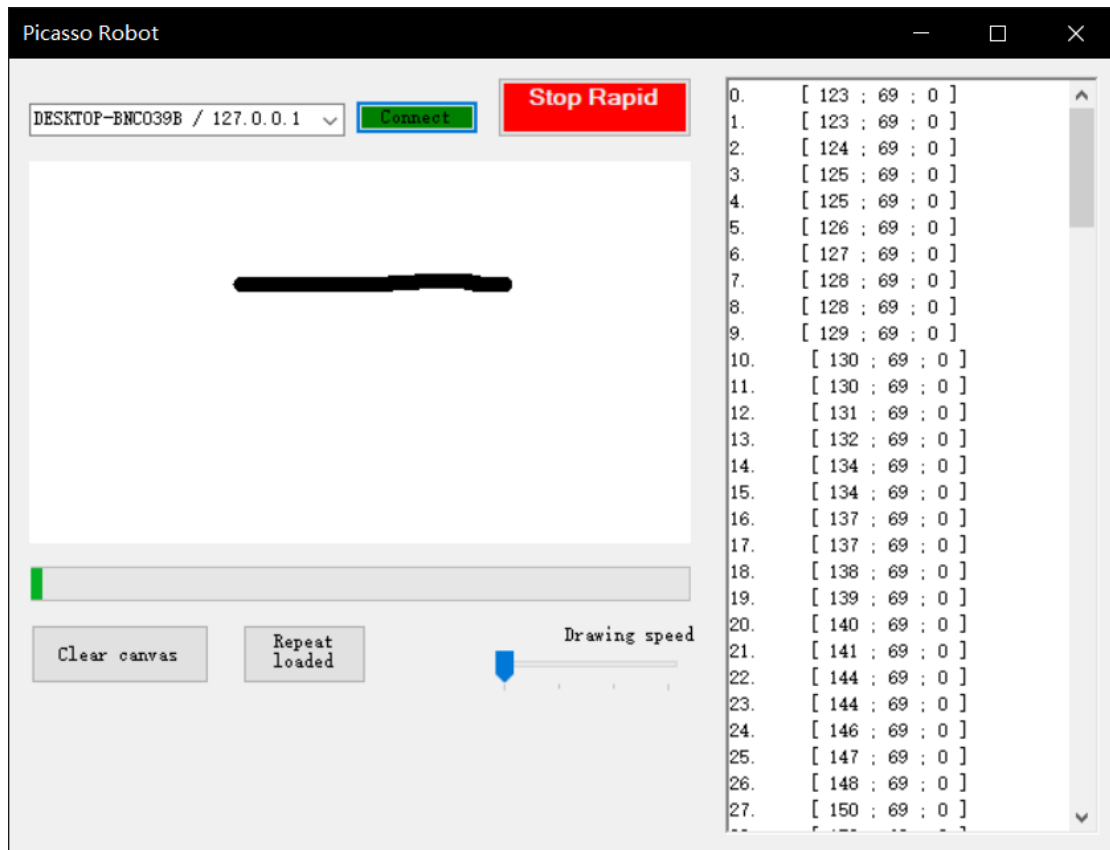 Picasso Robot
DESKTOP-BNCO39B / 127.0.0.1
Connect
Stop Rapid
Clear canvas
Repeat
loaded
Drawing speed
0. [ 123 ; 69 ; 0 ]
1. [ 123 ; 69 ; 0 ]
2. [ 124 ; 69 ; 0 ]
3. [ 125 ; 69 ; 0 ]
4. [ 125 ; 69 ; 0 ]
5. [ 126 ; 69 ; 0 ]
6. [ 127 ; 69 ; 0 ]
7. [ 128 ; 69 ; 0 ]
8. [ 128 ; 69 ; 0 ]
9. [ 129 ; 69 ; 0 ]
10. [ 130 ; 69 ; 0 ]
11. [ 130 ; 69 ; 0 ]
12. [ 131 ; 69 ; 0 ]
13. [ 132 ; 69 ; 0 ]
14. [ 134 ; 69 ; 0 ]
15. [ 134 ; 69 ; 0 ]
16. [ 137 ; 69 ; 0 ]
17. [ 137 ; 69 ; 0 ]
18. [ 138 ; 69 ; 0 ]
19. [ 139 ; 69 ; 0 ]
20. [ 140 ; 69 ; 0 ]
21. [ 141 ; 69 ; 0 ]
22. [ 144 ; 69 ; 0 ]
23. [ 144 ; 69 ; 0 ]
24. [ 146 ; 69 ; 0 ]
25. [ 147 ; 69 ; 0 ]
26. [ 148 ; 69 ; 0 ]
27. [ 150 ; 69 ; 0 ]